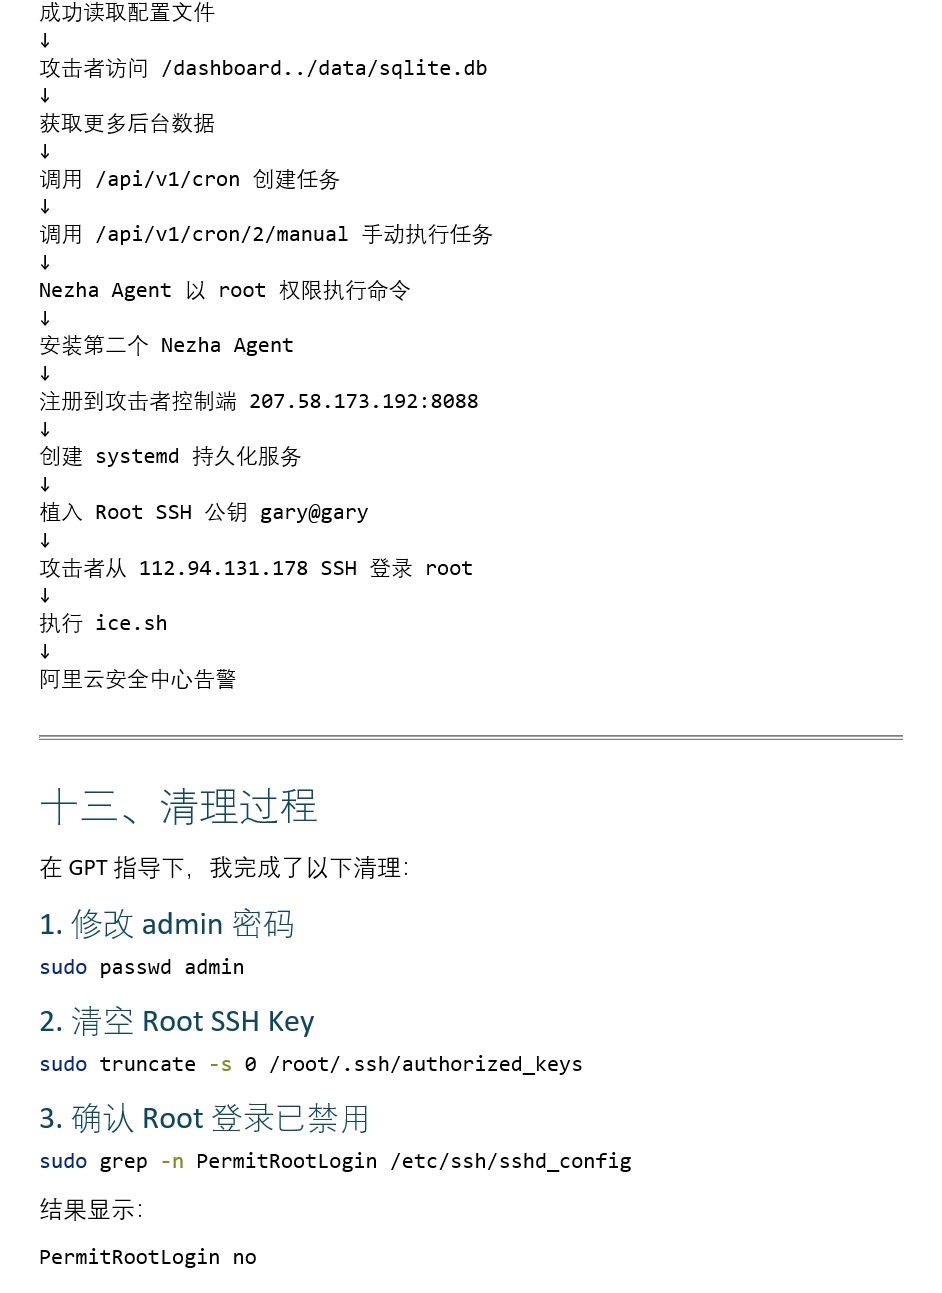 成功读取配置文件
↓
攻击者访问 /dashboard../data/sqlite.db
↓
获取更多后台数据
↓
调用 /api/v1/cron 创建任务
↓
调用 /api/v1/cron/2/manual 手动执行任务
↓
Nezha Agent 以 root 权限执行命令
↓
安装第二个 Nezha Agent
↓
注册到攻击者控制端 207.58.173.192:8088
↓
创建 systemd 持久化服务
↓
植入 Root SSH 公钥 gary@gary
↓
攻击者从 112.94.131.178 SSH 登录 root
↓
执行 ice.sh
↓
阿里云安全中心告警
十三、清理过程
在 GPT 指导下，我完成了以下清理：
1. 修改 admin 密码
sudo passwd admin
2. 清空 Root SSH Key
sudo truncate -s 0 /root/.ssh/authorized_keys
3. 确认 Root 登录已禁用
sudo grep -n PermitRootLogin /etc/ssh/sshd_config
结果显示：
PermitRootLogin no